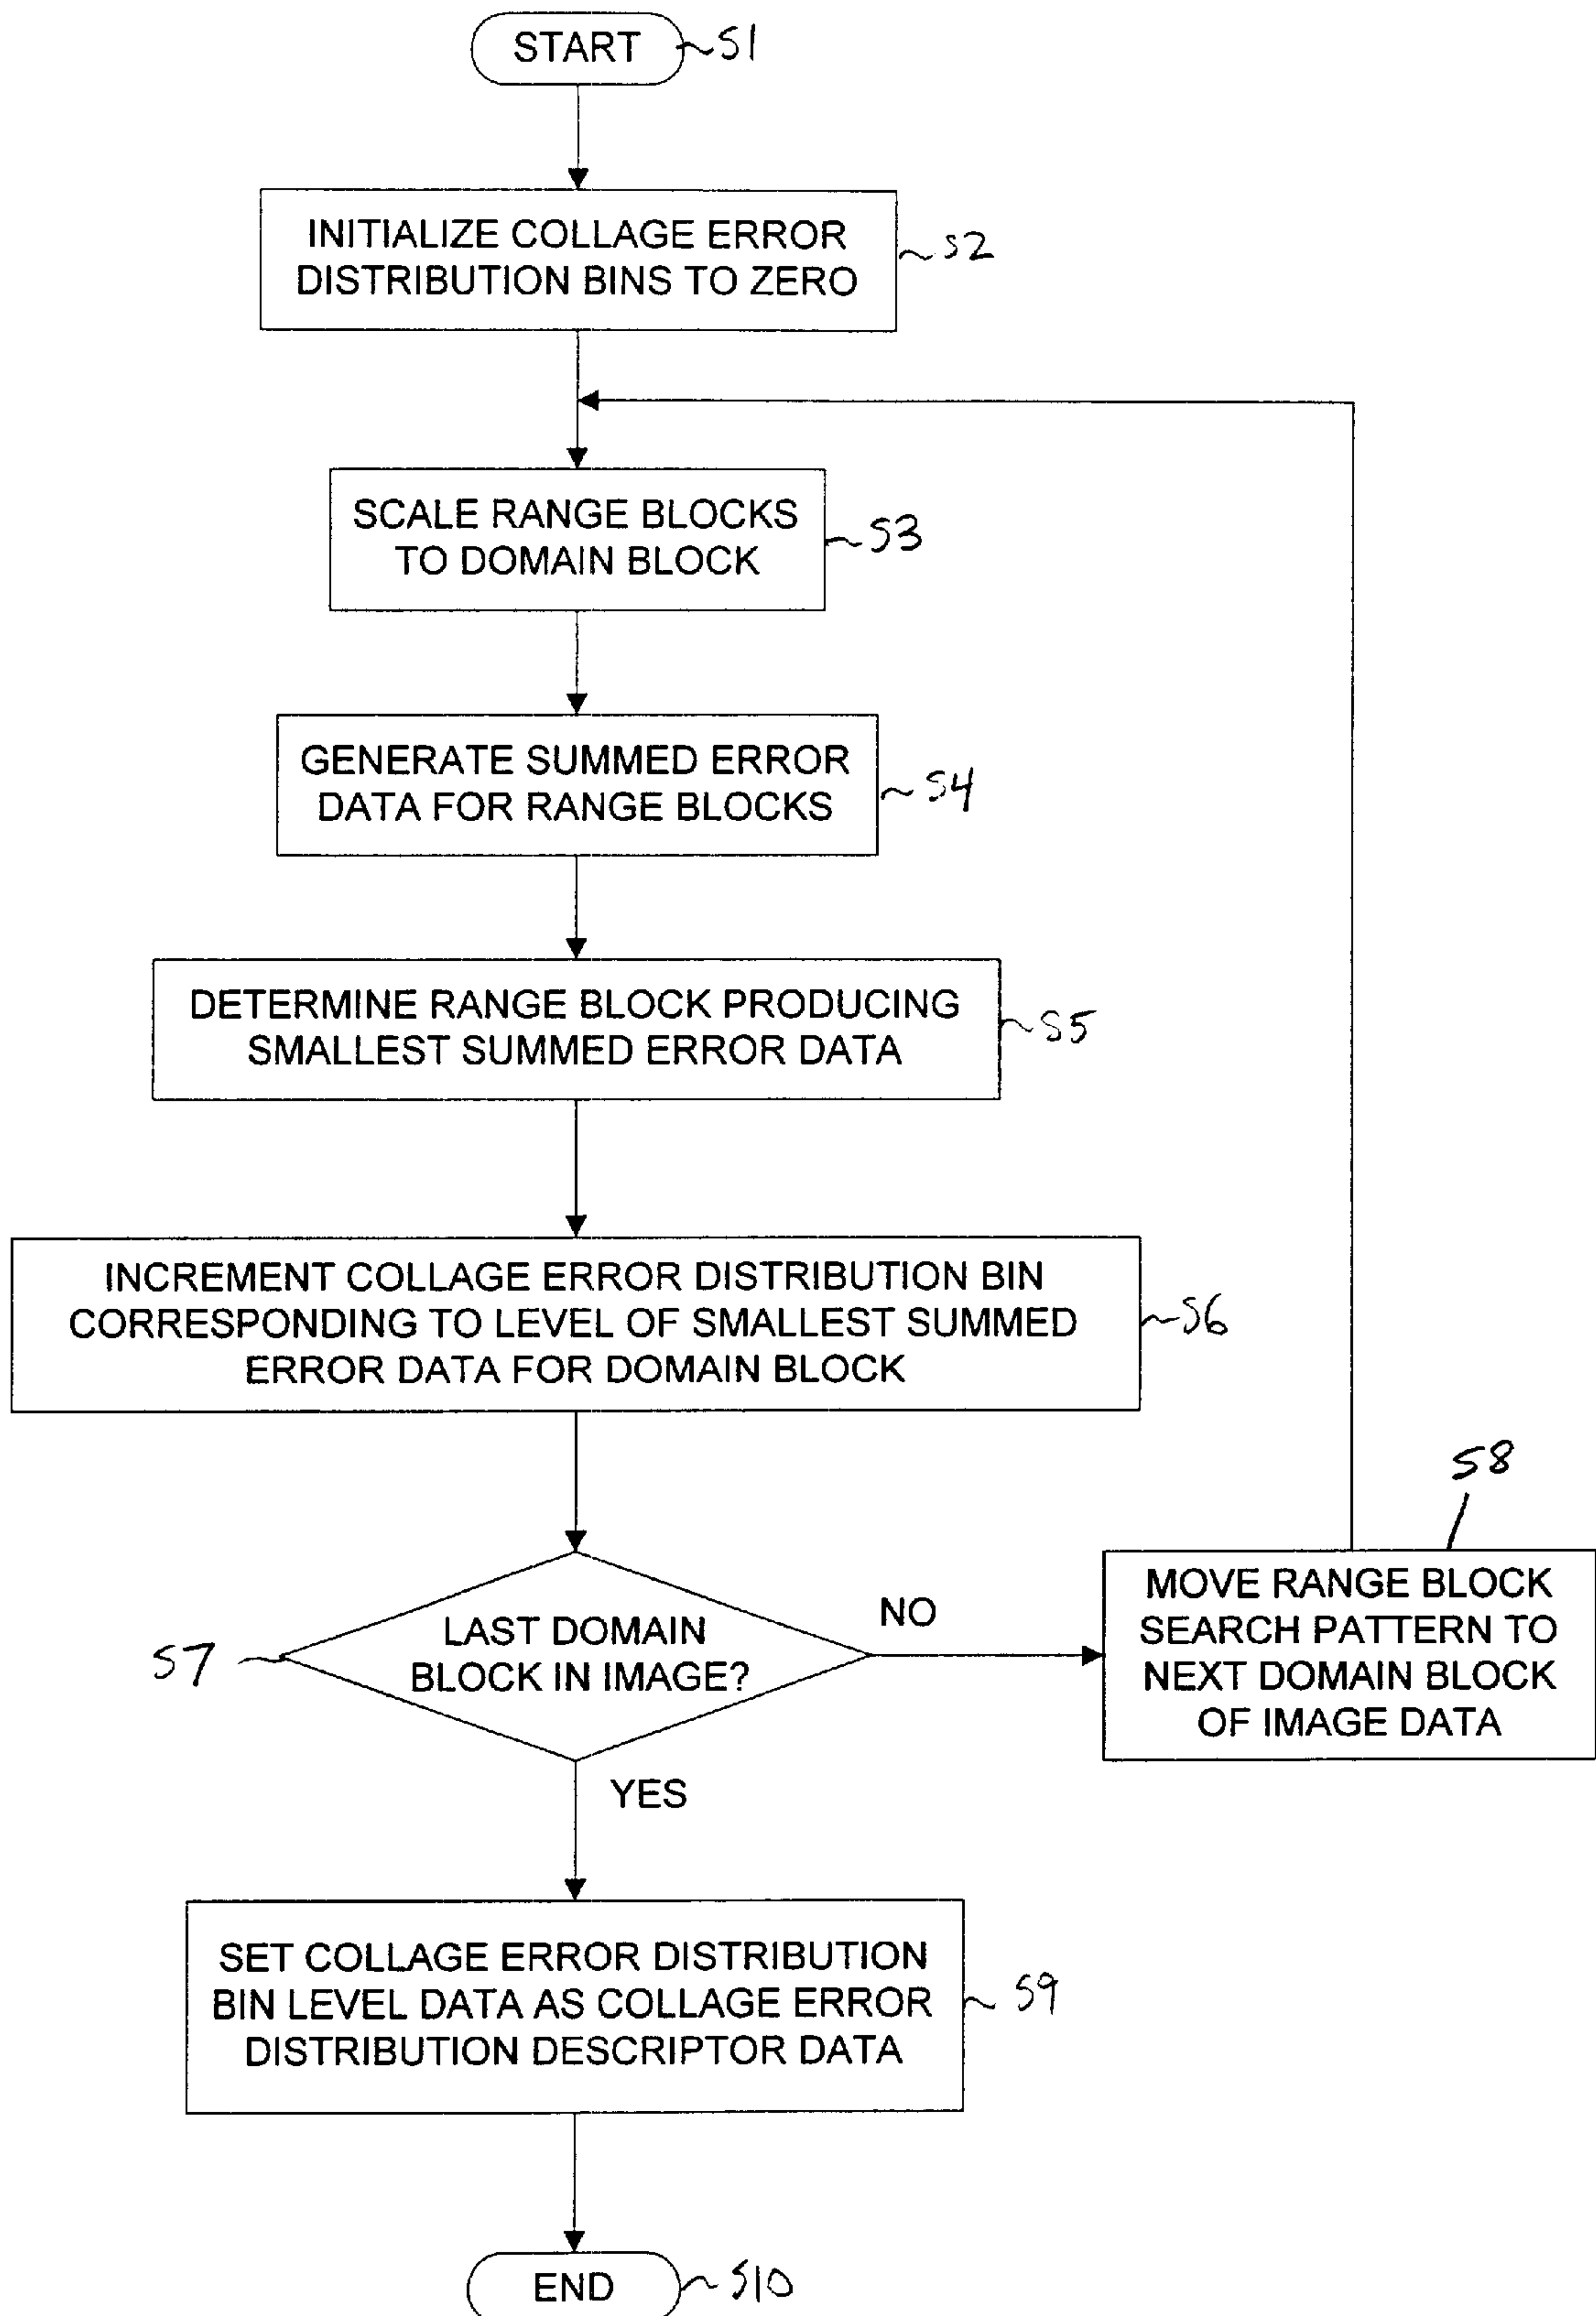 START
S1
INITIALIZE COLLAGE ERROR
DISTRIBUTION BINS TO ZERO
S2
SCALE RANGE BLOCKS
TO DOMAIN BLOCK
S3
GENERATE SUMMED ERROR
DATA FOR RANGE BLOCKS
S4
DETERMINE RANGE BLOCK PRODUCING
SMALLEST SUMMED ERROR DATA
S5
INCREMENT COLLAGE ERROR DISTRIBUTION BIN
CORRESPONDING TO LEVEL OF SMALLEST SUMMED
ERROR DATA FOR DOMAIN BLOCK
S6
LAST DOMAIN
BLOCK IN IMAGE?
S7
NO
MOVE RANGE BLOCK
SEARCH PATTERN TO
NEXT DOMAIN BLOCK
OF IMAGE DATA
S8
YES
SET COLLAGE ERROR DISTRIBUTION
BIN LEVEL DATA AS COLLAGE ERROR
DISTRIBUTION DESCRIPTOR DATA
S9
END
S10